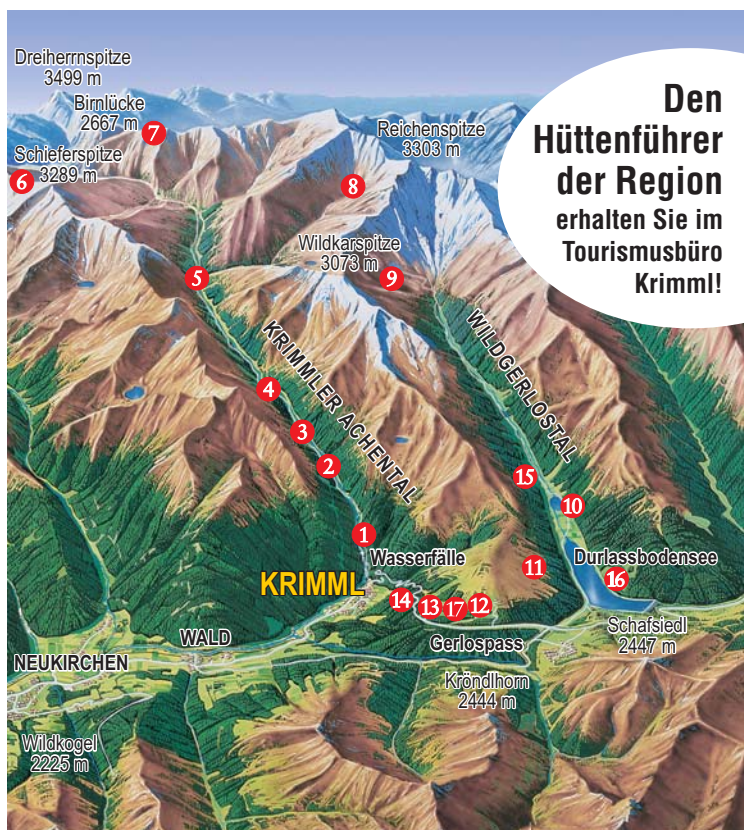 Dreiherrnspitze
3499 m
Birnlücke
2667 m
7
Schieferspitze
3289 m
6
Reichenspitze
3303 m
8
Wildkarspitze
3073 m
9
5
Den
Hüttenführer
der Region
erhalten Sie im
Tourismusbüro
Krimml!
KRIMMLER ACHENTAL
WILDGERLOSTAL
4
3
2
1
15
10
Wasserfälle
11
Durlassbodensee
16
KRIMML
14
13
17
12
Schafsiedl
2447 m
WALD
Gerlospass
NEUKIRCHEN
Kröndlhorn
2444 m
Wildkogel
2225 m